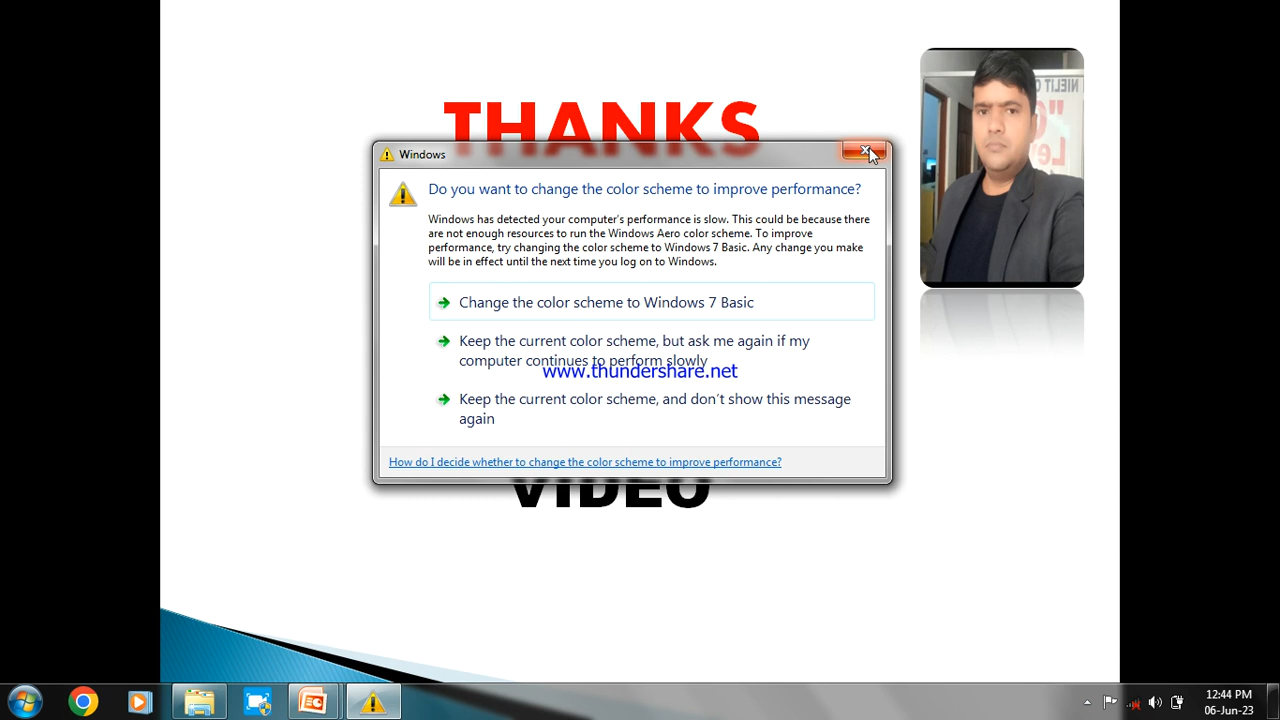 THANKS
NIELIT
Windows
Do you want to change the color scheme to improve performance?
Windows has detected your computer's performance is slow. This could be because there
are not enough resources to run the Windows Aero color scheme. To improve
performance, try changing the color scheme to Windows 7 Basic. Any change you make
will be in effect until the next time you log on to Windows.
Change the color scheme to Windows 7 Basic
Keep the current color scheme, but ask me again if my
computer continues to perform slowly
www.thundershare.net
Keep the current color scheme, and don't show this message
again
How do I decide whether to change the color scheme to improve performance?
VIDEO
12:44 PM
06-Jun-23